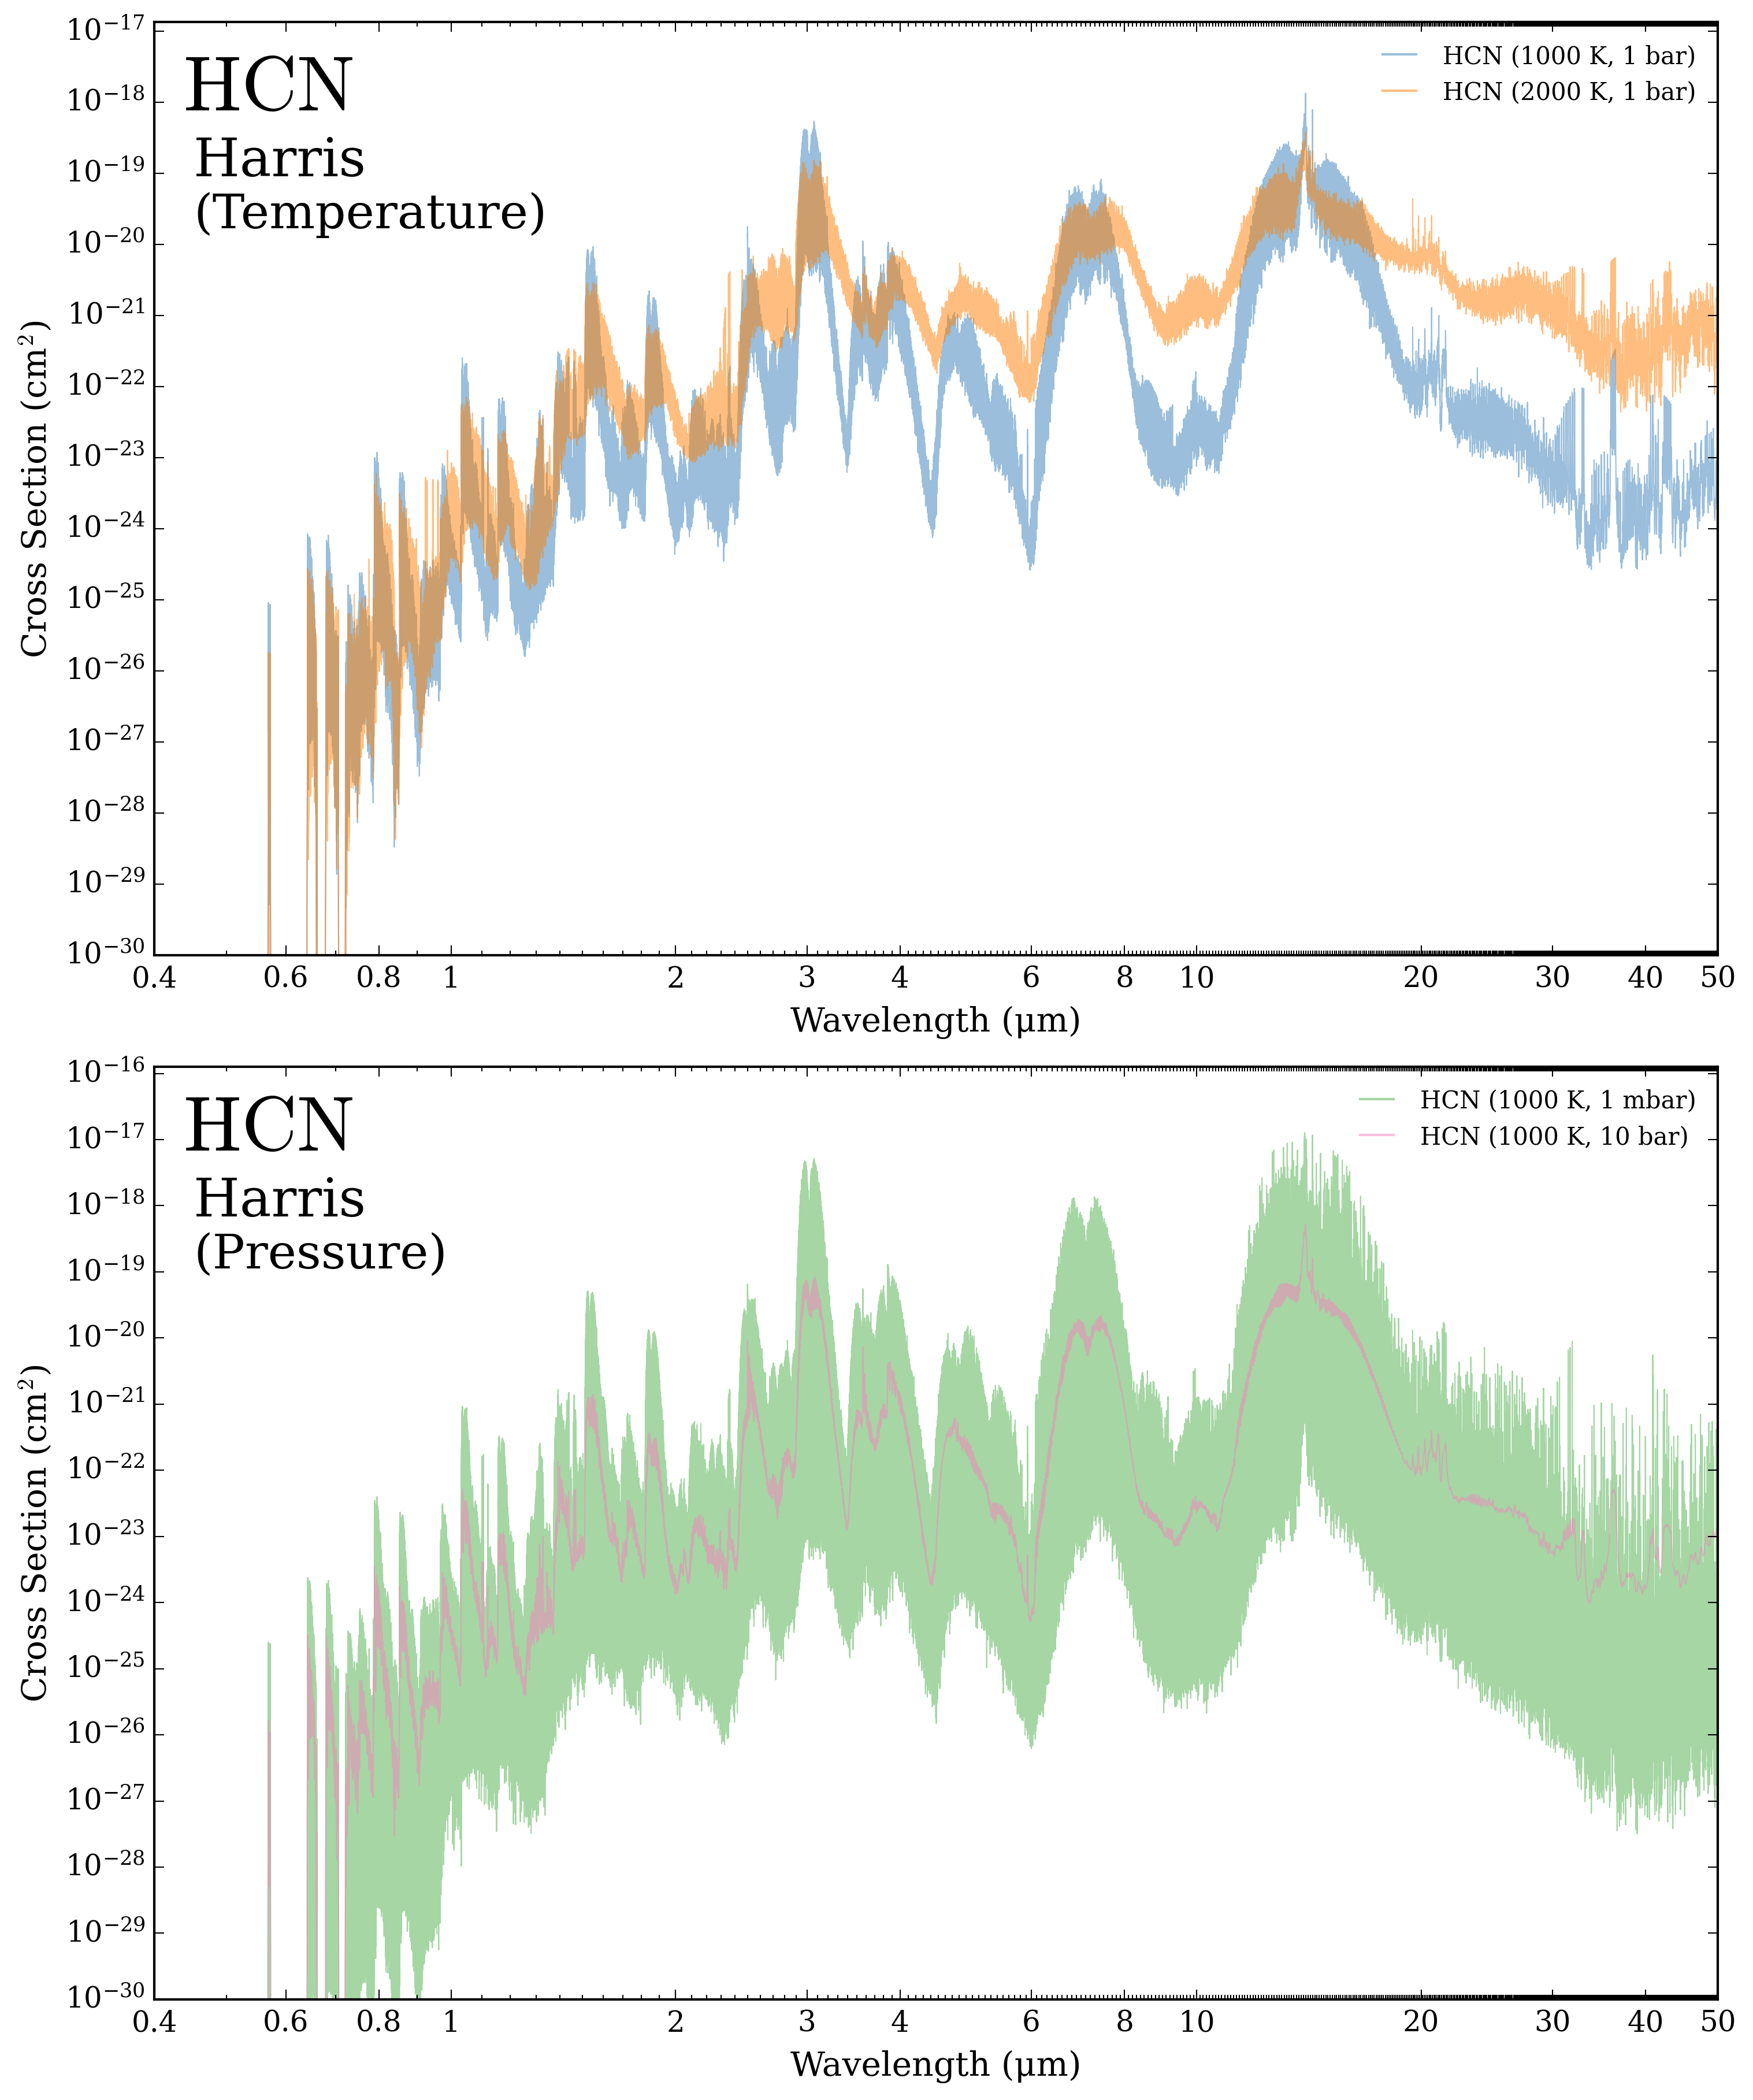 HCN
Harris
(Temperature)
HCN (1000 K, 1 bar)
HCN (2000 K, 1 bar)
Cross Section (cm²)
10⁻¹⁷
10⁻¹⁸
10⁻¹⁹
10⁻²⁰
10⁻²¹
10⁻²²
10⁻²³
10⁻²⁴
10⁻²⁵
10⁻²⁶
10⁻²⁷
10⁻²⁸
10⁻²⁹
10⁻³⁰
0.4 0.6 0.8 1 2 3 4 6 8 10 20 30 40 50
Wavelength (μm)
HCN
Harris
(Pressure)
HCN (1000 K, 1 mbar)
HCN (1000 K, 10 bar)
Cross Section (cm²)
10⁻¹⁶
10⁻¹⁷
10⁻¹⁸
10⁻¹⁹
10⁻²⁰
10⁻²¹
10⁻²²
10⁻²³
10⁻²⁴
10⁻²⁵
10⁻²⁶
10⁻²⁷
10⁻²⁸
10⁻²⁹
10⁻³⁰
0.4 0.6 0.8 1 2 3 4 6 8 10 20 30 40 50
Wavelength (μm)